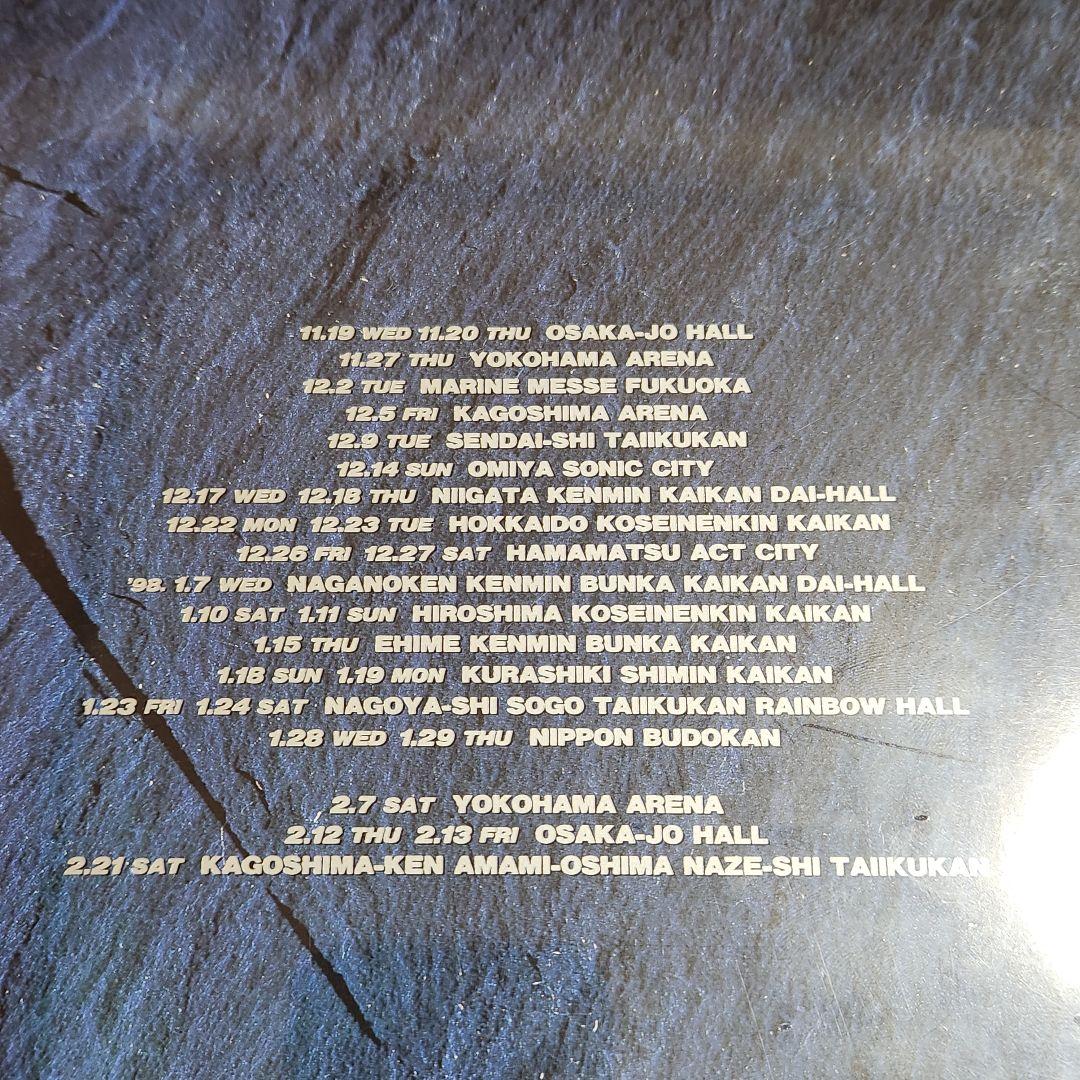 11.19 WED 11.20 THU OSAKA-JO HALL
11.27 THU YOKOHAMA ARENA
12.2 TUE MARINE MESSE FUKUOKA
12.5 FRI KAGOSHIMA ARENA
12.9 TUE SENDAI-SHI TAIIKUKAN
12.14 SUN OMIYA SONIC CITY
12.17 WED 12.18 THU NIIGATA KENMIN KAIKAN DAI-HALL
12.22 MON 12.23 TUE HOKKAIDO KOSEINENKIN KAIKAN
12.26 FRI 12.27 SAT HAMAMATSU ACT CITY
'98. 1.7 WED NAGANOKEN KENMIN BUNKA KAIKAN DAI-HALL
1.10 SAT 1.11 SUN HIROSHIMA KOSEINENKIN KAIKAN
1.15 THU EHIME KENMIN BUNKA KAIKAN
1.18 SUN 1.19 MON KURASHIKI SHIMIN KAIKAN
1.23 FRI 1.24 SAT NAGOYA-SHI SOGO TAIIKUKAN RAINBOW HALL
1.28 WED 1.29 THU NIPPON BUDOKAN
2.7 SAT YOKOHAMA ARENA
2.12 THU 2.13 FRI OSAKA-JO HALL
2.21 SAT KAGOSHIMA-KEN AMAMI-OSHIMA NAZE-SHI TAIIKUKAN